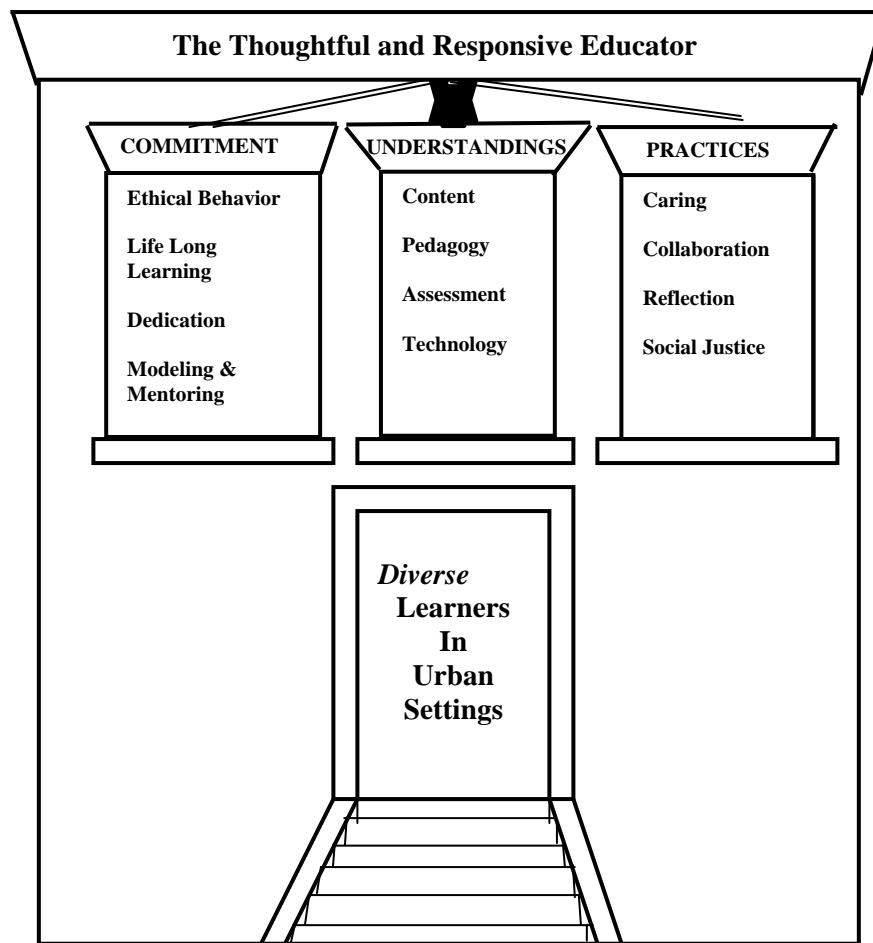 The Thoughtful and Responsive Educator
COMMITMENT
Ethical Behavior
Life Long
Learning
Dedication
Modeling &
Mentoring
UNDERSTANDINGS
Content
Pedagogy
Assessment
Technology
PRACTICES
Caring
Collaboration
Reflection
Social Justice
Diverse
Learners
In
Urban
Settings